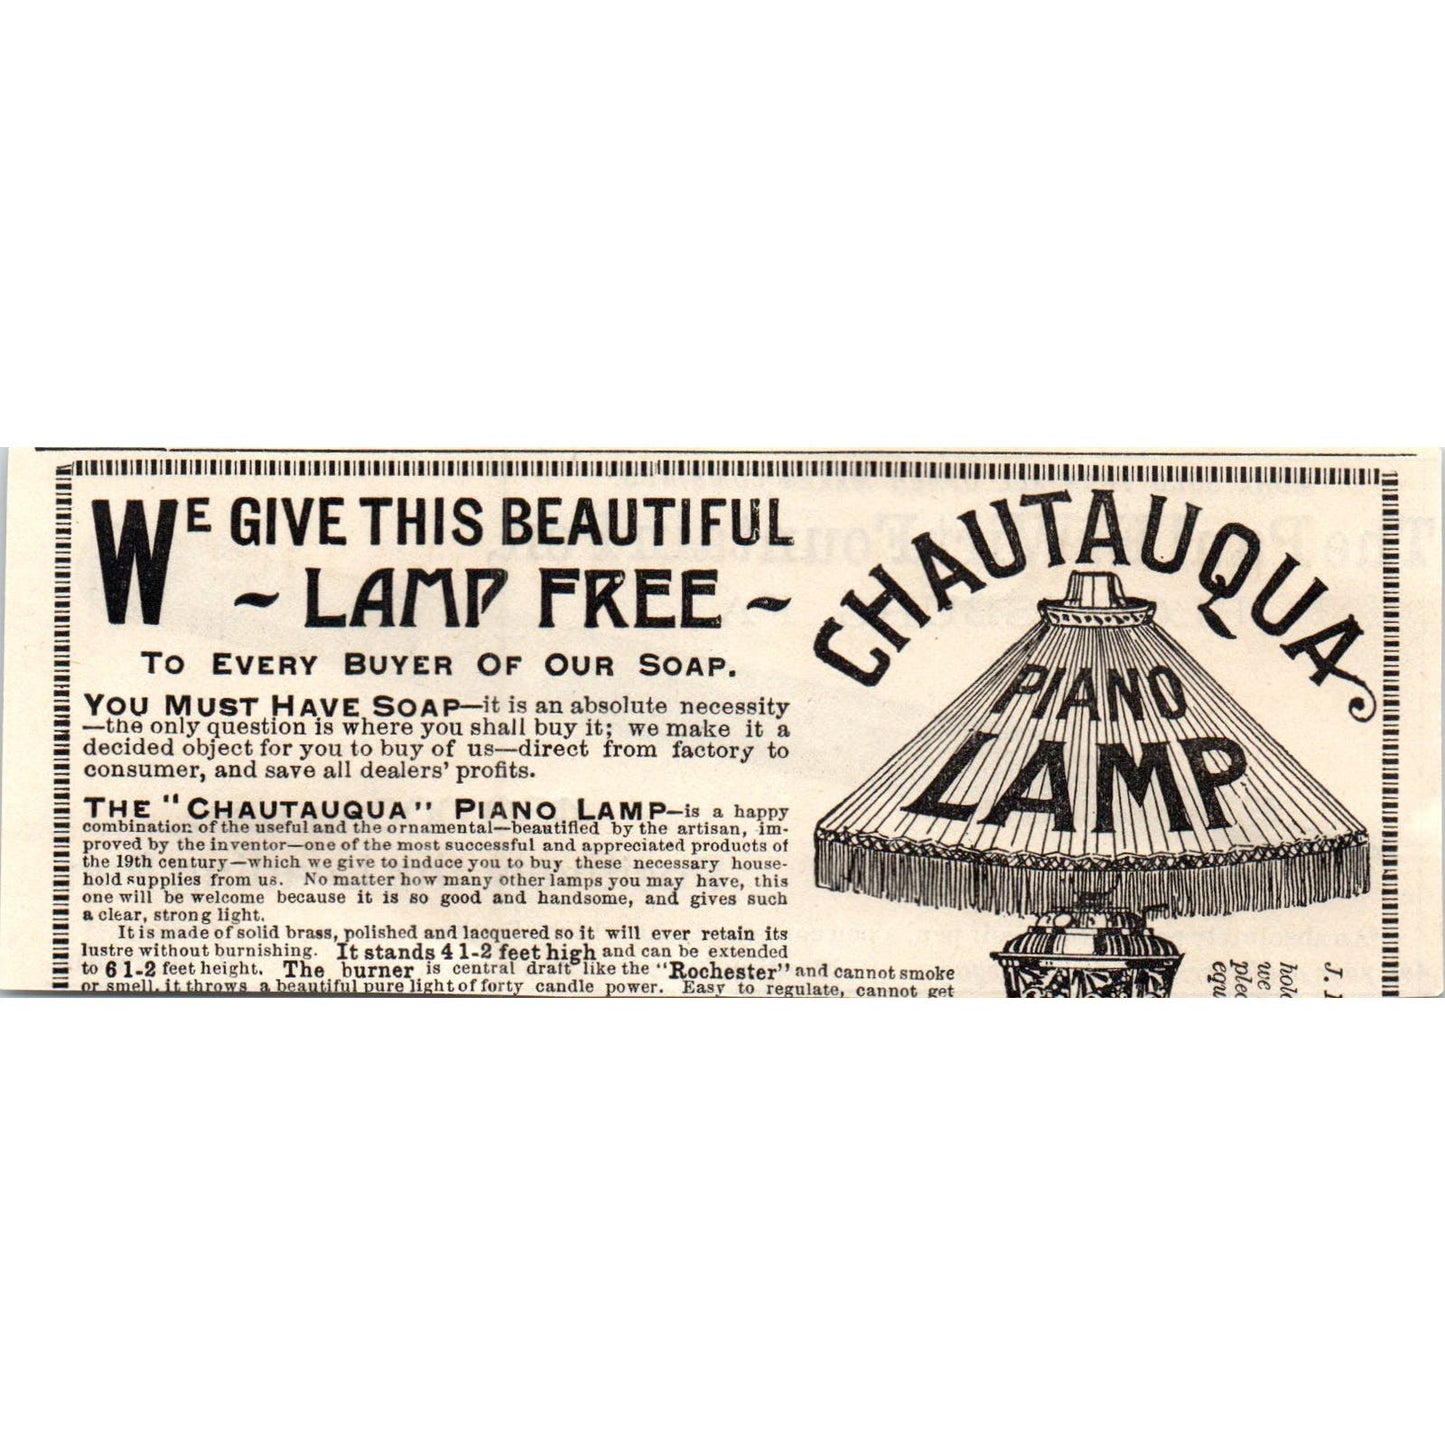 WE GIVE THIS BEAUTIFUL
~ LAMP FREE ~
TO EVERY BUYER OF OUR SOAP.
YOU MUST HAVE SOAP—it is an absolute necessity
—the only question is where you shall buy it; we make it a
decided object for you to buy of us—direct from factory to
consumer, and save all dealers' profits.
THE "CHAUTAUQUA" PIANO LAMP—is a happy
combination of the useful and the ornamental—beautified by the artisan, im-
proved by the inventor—one of the most successful and appreciated products of
the 19th century—which we give to induce you to buy these necessary house-
hold supplies from us. No matter how many other lamps you may have, this
one will be welcome because it is so good and handsome, and gives such
a clear, strong light.
It is made of solid brass, polished and lacquered so it will ever retain its
lustre without burnishing. It stands 4 1-2 feet high and can be extended
to 6 1-2 feet height. The burner is central draft like the "Rochester" and cannot smoke
or smell, it throws a beautiful pure light of forty candle power. Easy to regulate, cannot get
CHAUTAUQUA
PIANO
LAMP
J.
we